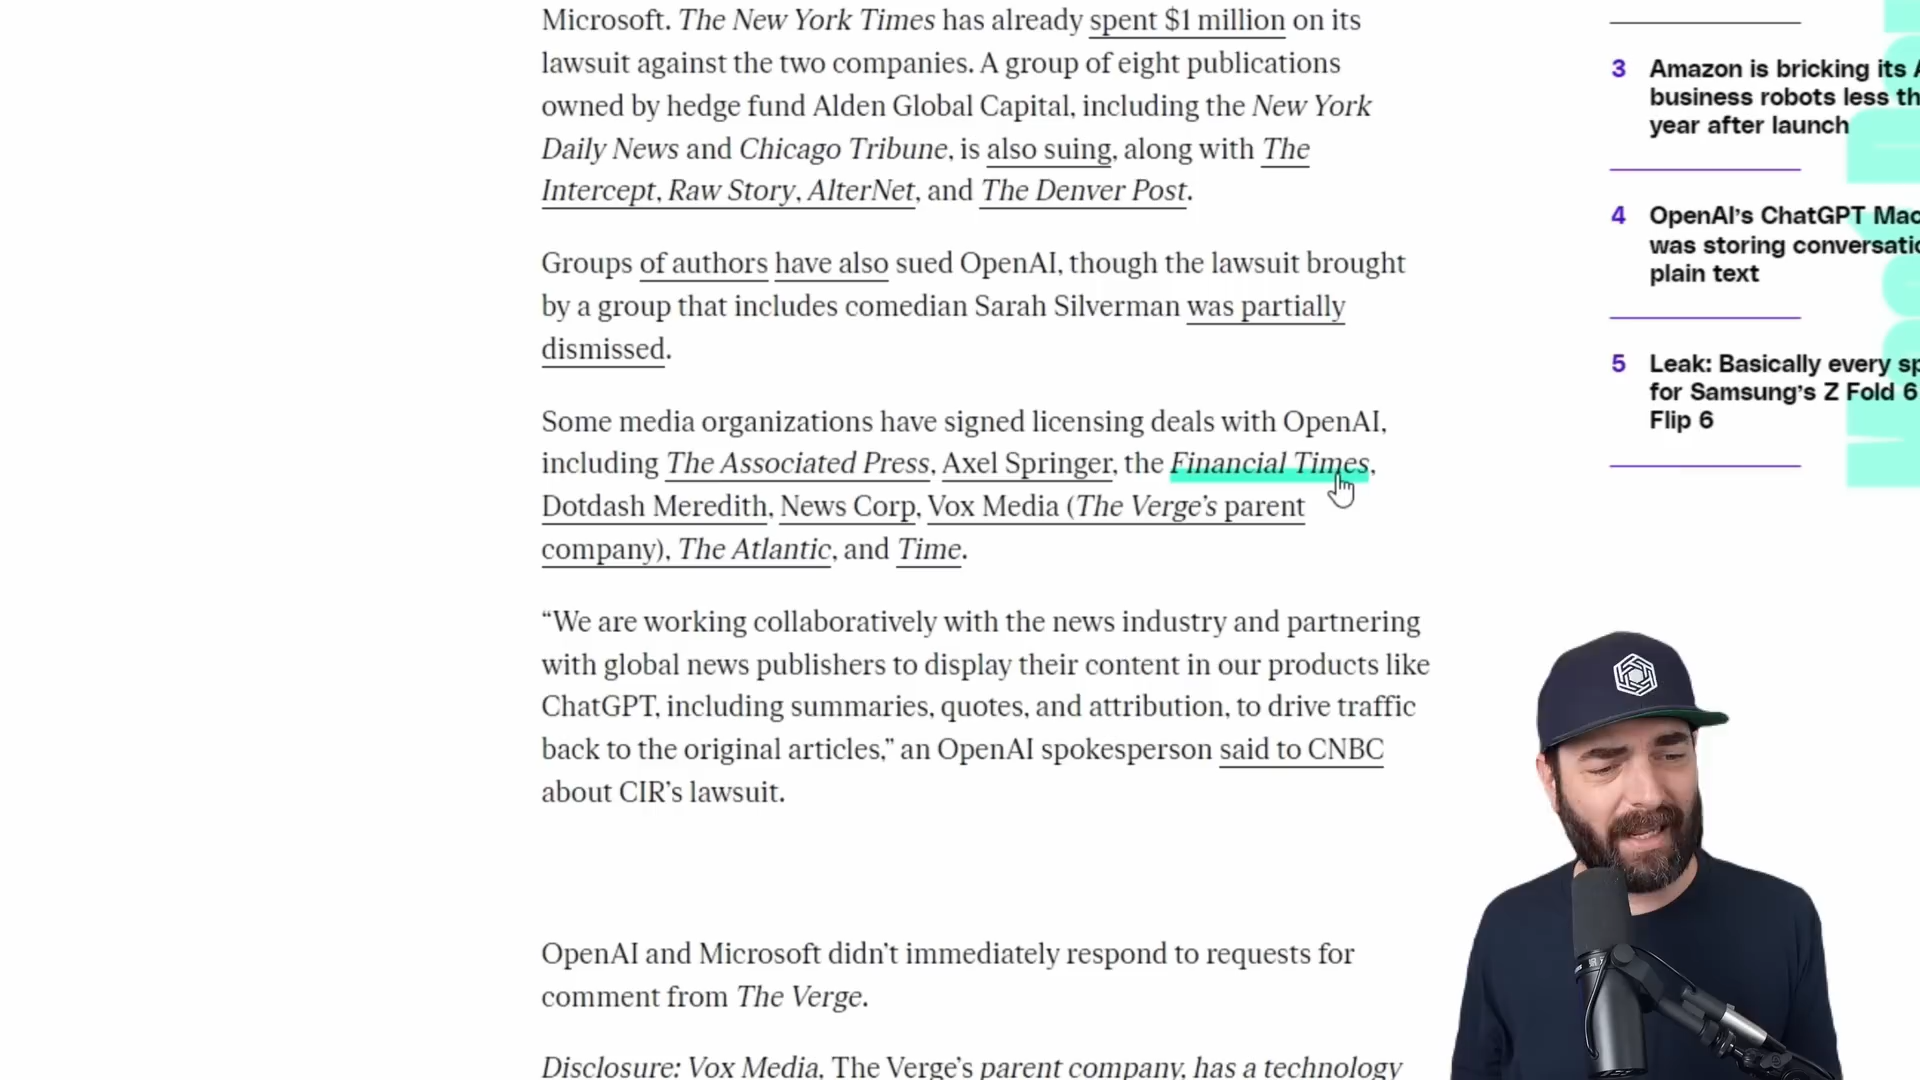 Microsoft. The New York Times has already spent $1 million on its
lawsuit against the two companies. A group of eight publications
owned by hedge fund Alden Global Capital, including the New York
Daily News and Chicago Tribune, is also suing, along with The
Intercept, Raw Story, AlterNet, and The Denver Post.
Groups of authors have also sued OpenAI, though the lawsuit brought
by a group that includes comedian Sarah Silverman was partially
dismissed.
Some media organizations have signed licensing deals with OpenAI,
including The Associated Press, Axel Springer, the Financial Times,
Dotdash Meredith, News Corp, Vox Media (The Verge’s parent
company), The Atlantic, and Time.
“We are working collaboratively with the news industry and partnering
with global news publishers to display their content in our products like
ChatGPT, including summaries, quotes, and attribution, to drive traffic
back to the original articles,” an OpenAI spokesperson said to CNBC
about CIR’s lawsuit.
OpenAI and Microsoft didn’t immediately respond to requests for
comment from The Verge.
Disclosure: Vox Media, The Verge’s parent company, has a technology
3 Amazon is bricking its A
business robots less th
year after launch
4 OpenAI’s ChatGPT Mac
was storing conversatio
plain text
5 Leak: Basically every sp
for Samsung’s Z Fold 6
Flip 6